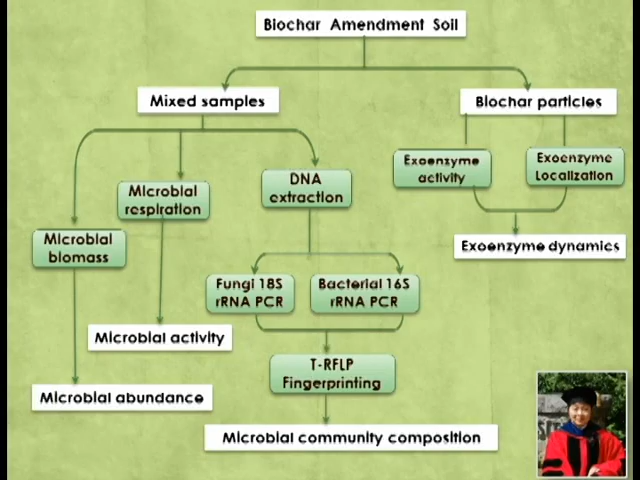 Biochar Amendment Soil
Mixed samples
Biochar particles
Exoenzyme
activity
Exoenzyme
Localization
DNA
extraction
Microbial
respiration
Microbial
biomass
Exoenzyme dynamics
Fungi 18S
rRNA PCR
Bacterial 16S
rRNA PCR
Microbial activity
T-RFLP
Fingerprinting
Microbial abundance
Microbial community composition